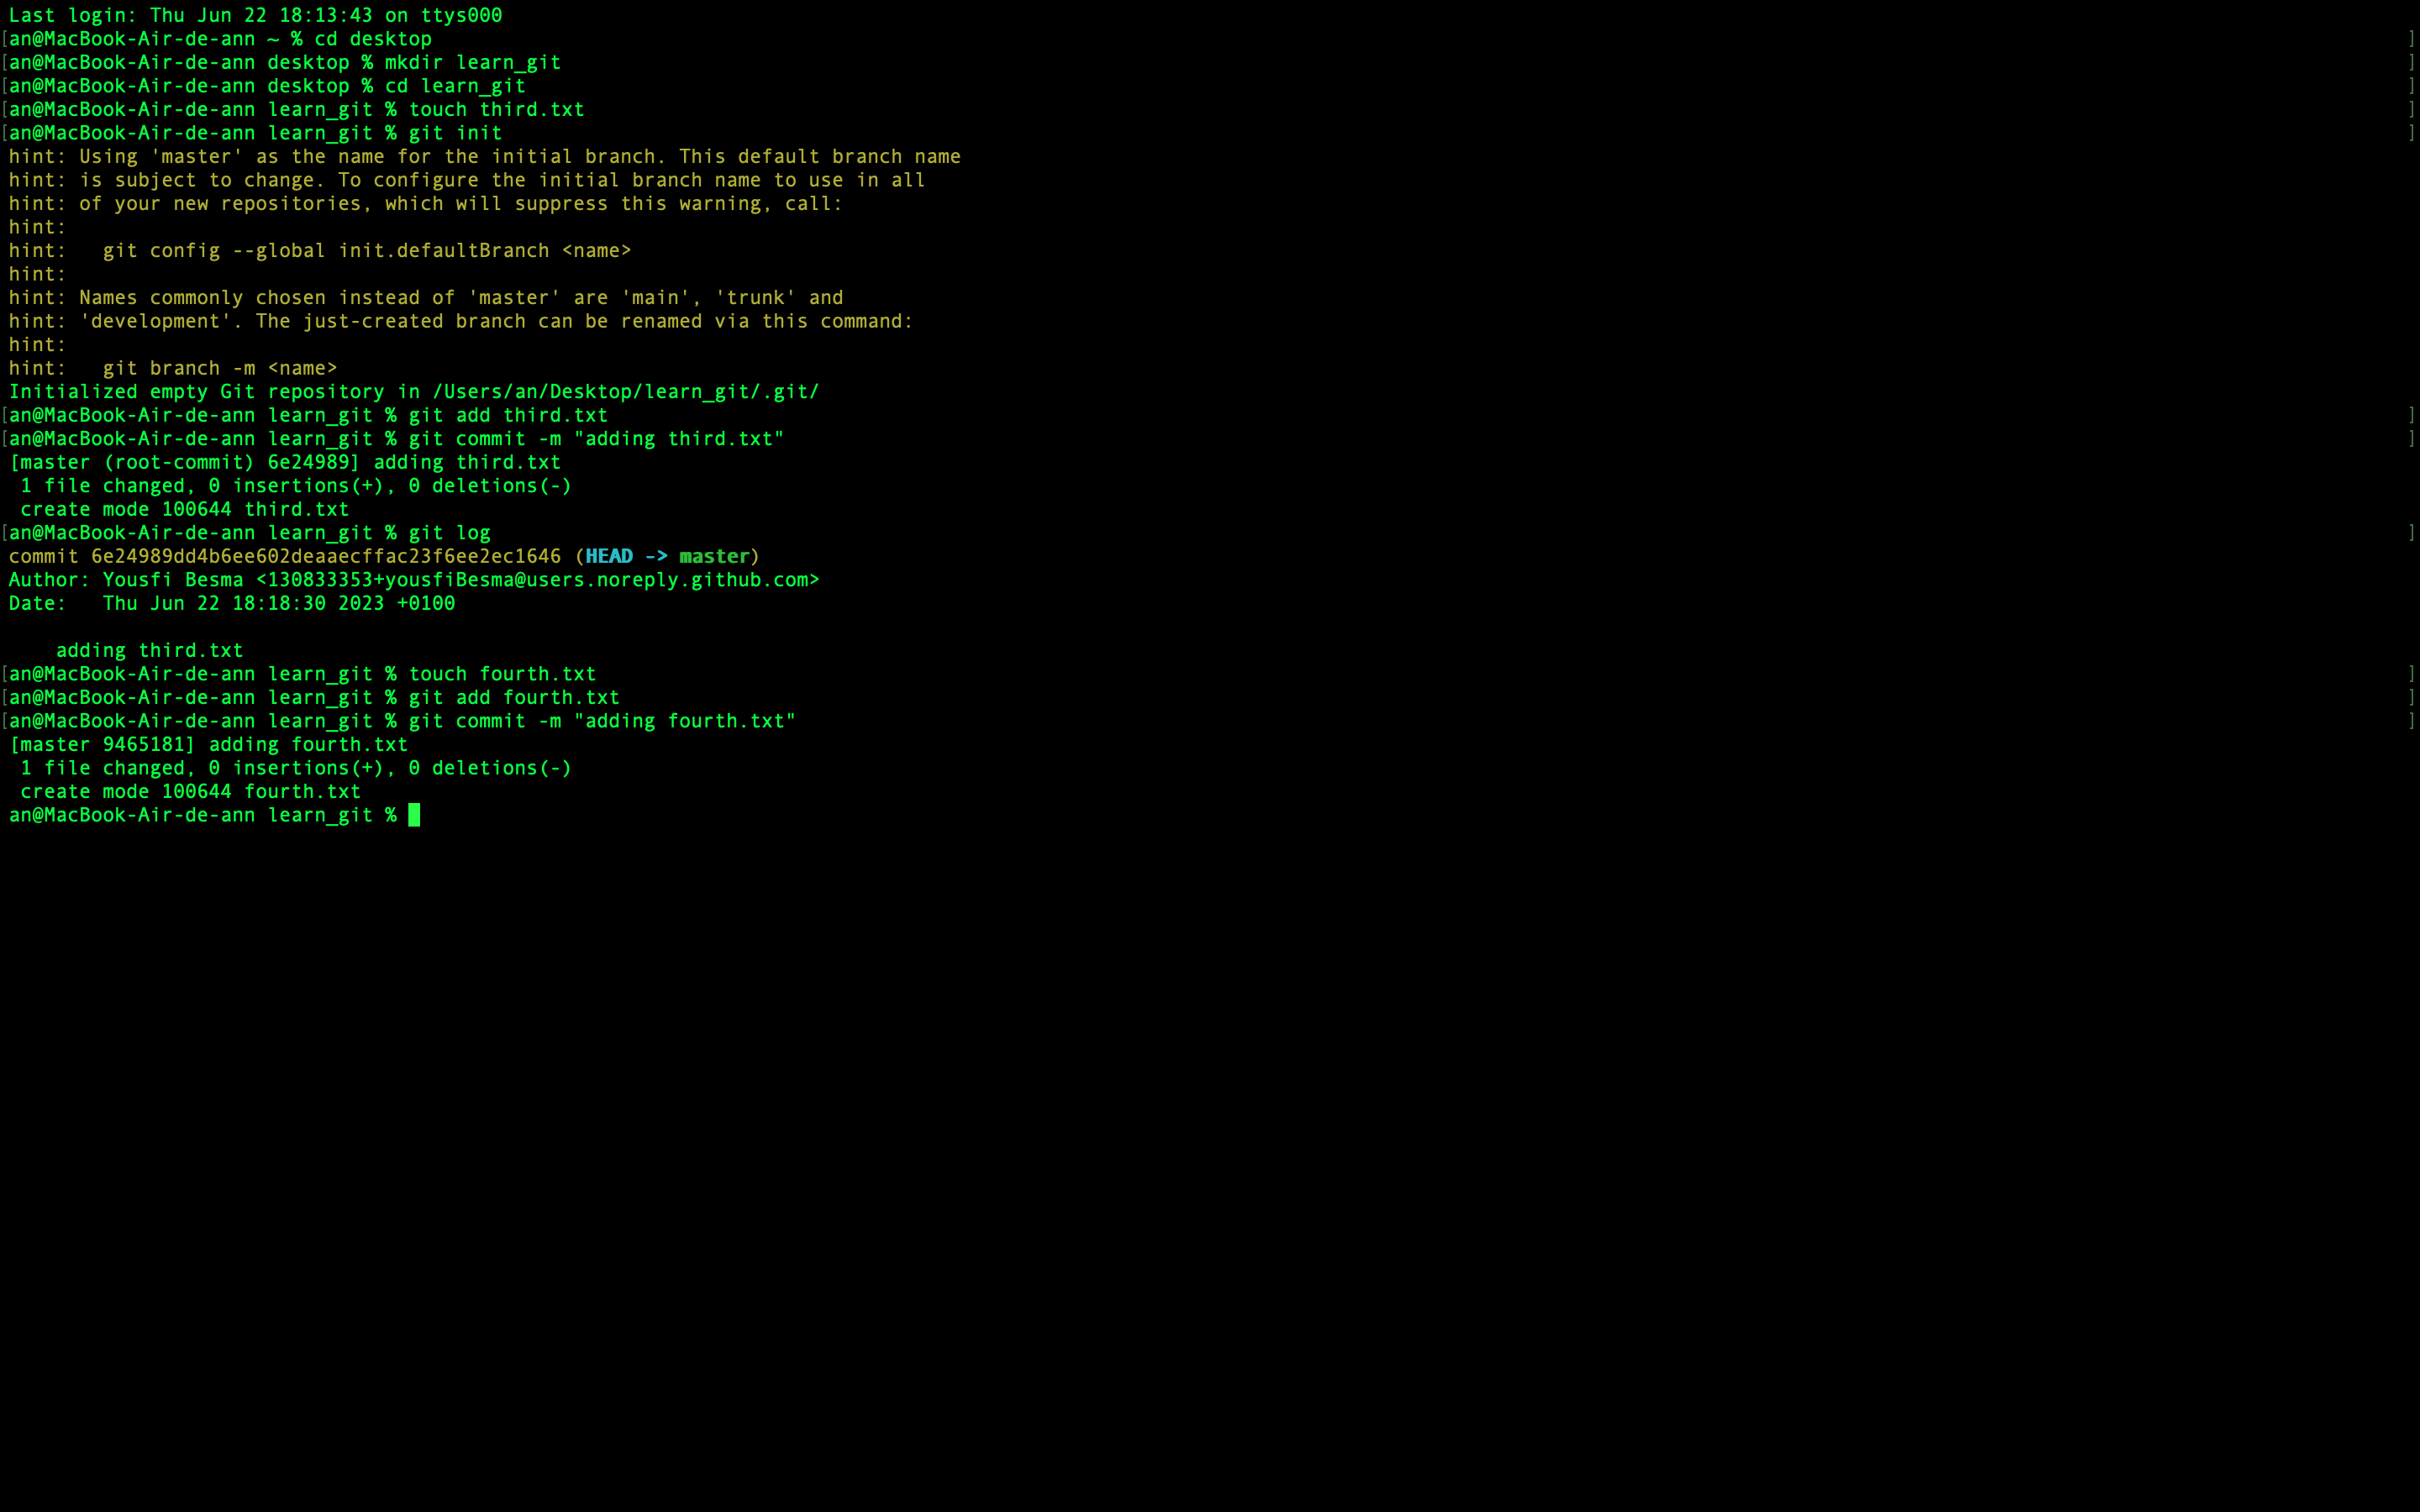 Last login: Thu Jun 22 18:13:43 on ttys000
[an@MacBook-Air-de-ann ~ % cd desktop ]
[an@MacBook-Air-de-ann desktop % mkdir learn_git ]
[an@MacBook-Air-de-ann desktop % cd learn_git ]
[an@MacBook-Air-de-ann learn_git % touch third.txt ]
[an@MacBook-Air-de-ann learn_git % git init ]
hint: Using 'master' as the name for the initial branch. This default branch name
hint: is subject to change. To configure the initial branch name to use in all
hint: of your new repositories, which will suppress this warning, call:
hint:
hint:   git config --global init.defaultBranch <name>
hint:
hint: Names commonly chosen instead of 'master' are 'main', 'trunk' and
hint: 'development'. The just-created branch can be renamed via this command:
hint:
hint:   git branch -m <name>
Initialized empty Git repository in /Users/an/Desktop/learn_git/.git/
[an@MacBook-Air-de-ann learn_git % git add third.txt ]
[an@MacBook-Air-de-ann learn_git % git commit -m "adding third.txt" ]
[master (root-commit) 6e24989] adding third.txt
 1 file changed, 0 insertions(+), 0 deletions(-)
 create mode 100644 third.txt
[an@MacBook-Air-de-ann learn_git % git log ]
commit 6e24989dd4b6ee602deaaecffac23f6ee2ec1646 (HEAD -> master)
Author: Yousfi Besma <130833353+yousfiBesma@users.noreply.github.com>
Date:   Thu Jun 22 18:18:30 2023 +0100

    adding third.txt
[an@MacBook-Air-de-ann learn_git % touch fourth.txt ]
[an@MacBook-Air-de-ann learn_git % git add fourth.txt ]
[an@MacBook-Air-de-ann learn_git % git commit -m "adding fourth.txt" ]
[master 9465181] adding fourth.txt
 1 file changed, 0 insertions(+), 0 deletions(-)
 create mode 100644 fourth.txt
an@MacBook-Air-de-ann learn_git %